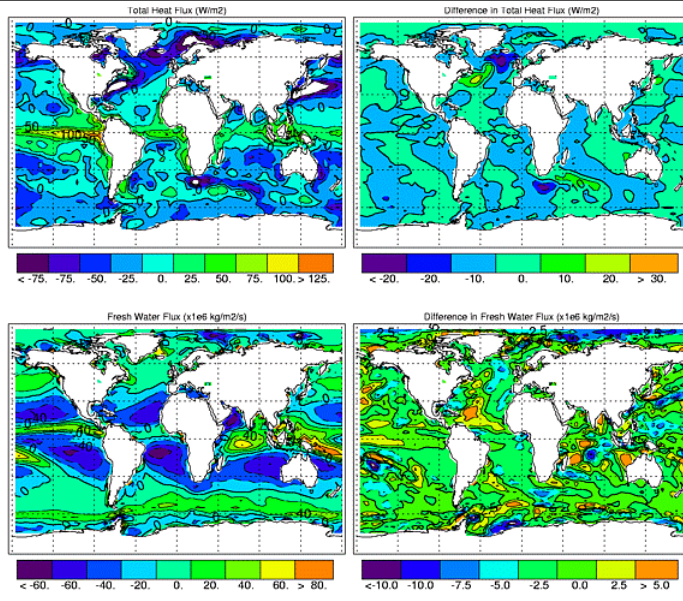 Total Heat Flux (W/m2)
Difference in Total Heat Flux (W/m2)
50
100
< -75. -75. -50. -25. 0. 25. 50. 75. 100. > 125.
< -20. -20. -10. 0. 10. 20. > 30.
Fresh Water Flux (x1e6 kg/m2/s)
Difference in Fresh Water Flux (x1e6 kg/m2/s)
< -60. -60. -40. -20. 0. 20. 40. 60. > 80.
<-10.0 -10.0 -7.5 -5.0 -2.5 0.0 2.5 > 5.0